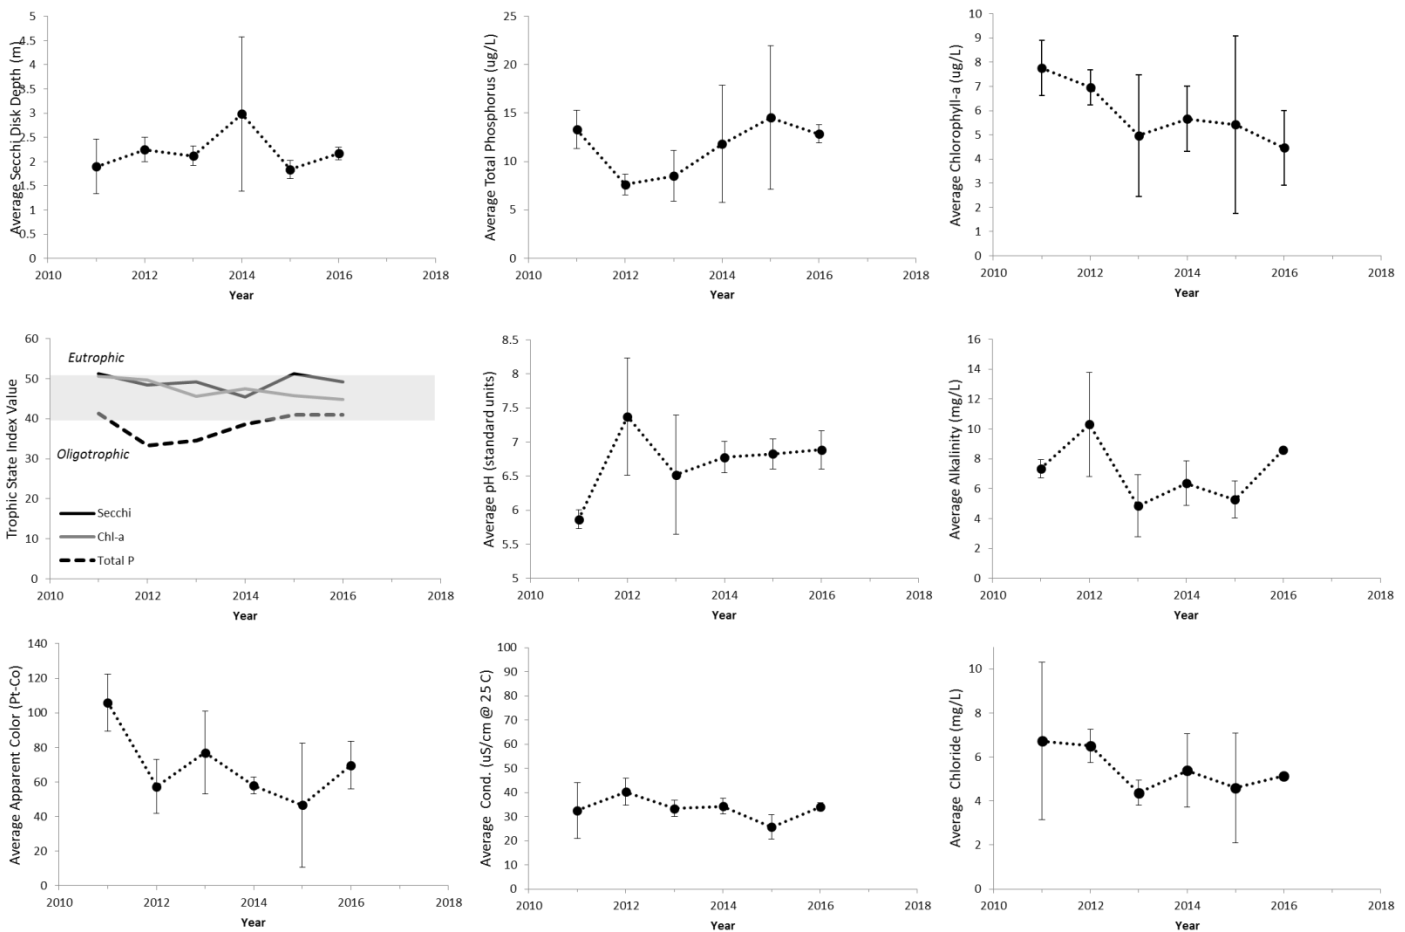 Average Secchi Disk Depth (m)
5
4.5
4
3.5
3
2.5
2
1.5
1
0.5
0
2010 2012 2014 2016 2018
Year
Average Total Phosphorus (ug/L)
25
20
15
10
5
0
2010 2012 2014 2016 2018
Year
Average Chlorophyll-a (ug/L)
10
9
8
7
6
5
4
3
2
1
0
2010 2012 2014 2016 2018
Year
Trophic State Index Value
60
50
40
30
20
10
0
Eutrophic
Oligotrophic
Secchi
Chl-a
Total P
2010 2012 2014 2016 2018
Year
Average pH (standard units)
8.5
8
7.5
7
6.5
6
5.5
5
2010 2012 2014 2016 2018
Year
Average Alkalinity (mg/L)
16
14
12
10
8
6
4
2
0
2010 2012 2014 2016 2018
Year
Average Apparent Color (Pt-Co)
140
120
100
80
60
40
20
0
2010 2012 2014 2016 2018
Year
Average Cond. (uS/cm @ 25 C)
100
90
80
70
60
50
40
30
20
10
0
2010 2012 2014 2016 2018
Year
Average Chloride (mg/L)
10
8
6
4
2
0
2010 2012 2014 2016 2018
Year